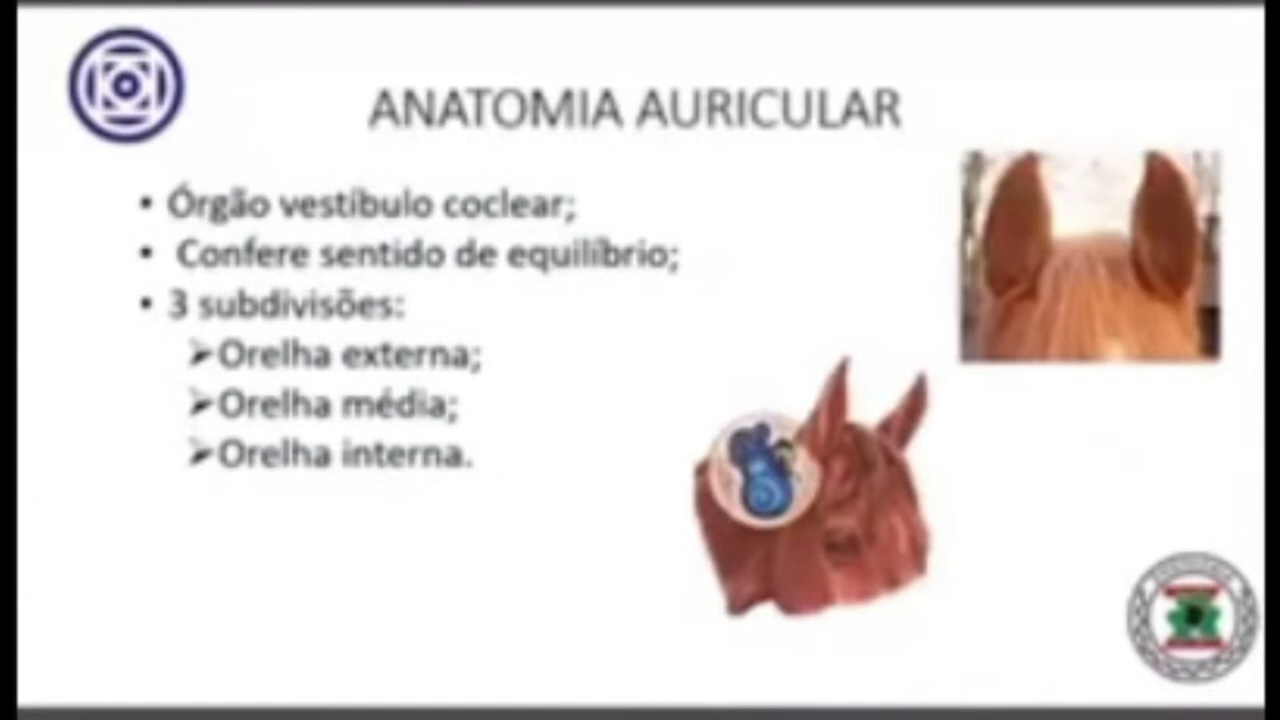 ANATOMIA AURICULAR
• Órgão vestíbulo coclear;
• Confere sentido de equilíbrio;
• 3 subdivisões:
➢Orelha externa;
➢Orelha média;
➢Orelha interna.